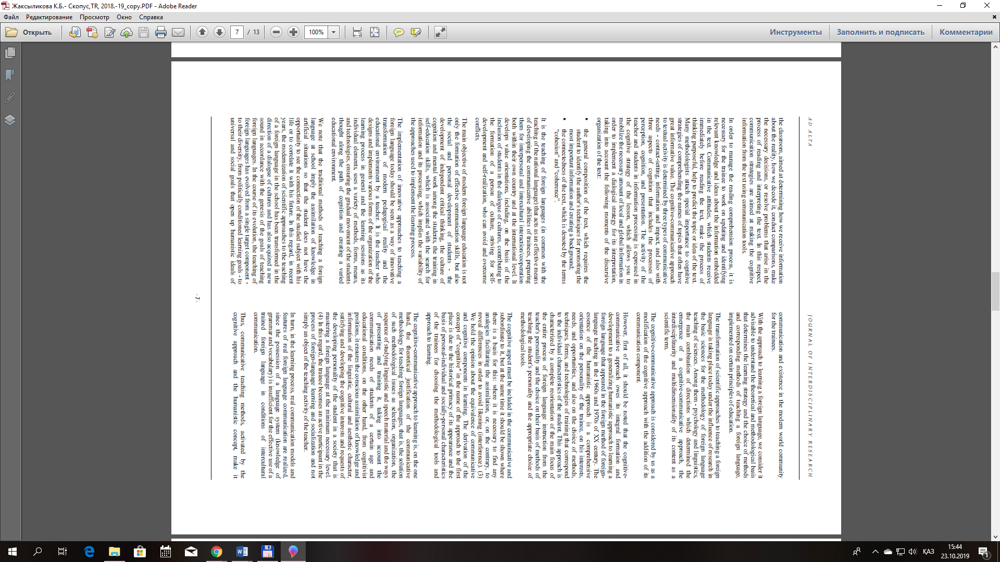 Жаксыликова К.Б.- Скопус,TR, 2018.-19_copy.PDF - Adobe Reader
Файл Редактирование Просмотр Окно Справка
Открыть 7 / 13 100% Инструменты Заполнить и подписать Комментарии
AD ALTA JOURNAL OF INTERDISCIPLINARY RESEARCH
the classroom, aimed at determining how we receive information
about the reality, how we decode it, conduct comparisons, make
the necessary decisions, or resolve problems that arise in the
process of reading and interpreting the text. In this respect,
communication strategies are aimed at making the cognitive
information from the text using communication tools.
In order to manage the reading comprehension process, it is
necessary for the trainee to work on updating and identifying
relevant knowledge and ideas about the information embedded
in the text. Communicative attitudes, which students receive
immediately before reading the text, make the process of
thinking purposeful, help to predict the topic or idea of the text.
Many methodologists attach special importance to cognitive
strategies of comprehending the names of topics that often have
great informative value. The cognitive-communicative approach
to textual activity is determined by three types of communicative
needs - contact-setting, information and impact, and also with
three aspects of cognition that includes the processes of
perception, cognition, and presentation. The activity of the
teacher and students in information processing is expressed in
the cognitive strategy of the lesson, which allows you to
mobilize the necessary amount of local and global information in
order to implement a dialogical strategy for its interpretation,
taking into account the following moments of the discursive
organization of the text:
▪ the general composition of the text, which requires the
student to identify the author's techniques for promoting the
most important information and creating a background;
▪ the connectedness of the text, which is denoted by the terms
“cohesion” and “coherence”.
It is the teaching of foreign languages (in common with the
teaching of the national language) that acts as an effective means
of developing the communicative abilities of trainees, preparing
them for interpersonal and intercultural interaction/cooperation
both within their own country and at the international level. It
develops value orientations, including, on the basis of the
inclusion of students in the dialogue of cultures, contributing to
the formation of a person of culture, striving for self-
development and self-realization, who can avoid and overcome
conflicts.
The main objective of modern foreign language education is not
only the formation of effective communication skills, but also
the social and personal development of students - the
development of independent critical thinking, the culture of
cognition and mental work among the students, the training in
self-education skills, which is associated with the search for
information and its processing, which implies the variability of
the approaches used to implement the learning process.
The implementation of innovative approaches to teaching a
foreign language today should be seen as a way of innovative
transformation of modern pedagogical reality and the
educational environment by a teacher. It is the teacher who
designs and implements various forms of the organization of the
learning process in general and the learning sessions as its
individual elements, uses a variety of methods, forms, means,
and technologies, ensuring the gradual movement of the students
thought along the path of cognition and creating a varied
educational environment.
We note that the traditional methods of teaching a foreign
language at school imply the assimilation of knowledge in
artificial situations so that the student does not have the
opportunity to see the connection of the studied subject with his
life or to correlate it with his future. In this regard, in recent
years, the modernization of scientific approaches to the teaching
of a foreign language in the school has been transformed in the
direction of a dialogue of cultures and has also acquired a new
sound in accordance with the genesis of the goals of teaching
foreign languages. In the course of its evolution, the teaching of
foreign languages has evolved from a single target component -
to their diversity, from politically conditioned learning goals - to
universal and social goals that open up humanistic ideals of
communication and existence in the modern world community
for the trainees.
With the approach to learning a foreign language, we consider it
advisable to understand the theoretical and methodological basis
that determines the learning strategy and the choice of methods
and corresponding methods of teaching a foreign language,
implemented on certain principles of education.
The transformation of scientific approaches to teaching a foreign
language is taking place today under the influence of research in
the basic sciences for the methodology of foreign language
teaching of sciences. Among them - psychology and linguistics,
the main combination of directions which determined the
emergence of a cognitive-communicative approach, the
interdisciplinarity and multidimensionality of its content as a
scientific term.
The cognitive-communicative approach is considered by us as a
modification of the cognitive approach with the addition of its
communication component.
However, first of all, it should be noted that the cognitive-
communicative approach owes its integral formation and
development to a generalizing humanistic approach to learning a
foreign language that appeared in the foreign method of foreign-
language teaching in the 1960s and 1970s of XX century. The
essence of the humanistic approach is a comprehensive
orientation on the personality of the trainee, on his interests,
needs, and opportunities, and also on the choice of methods,
techniques, forms, and technologies of training that correspond
to the individual characteristics of the student. This approach is
characterized by a complete reorientation of the main focus of
the entire process of foreign language instruction from the
teacher's personality and the choice on their basis of methods of
teaching the student's personality and the appropriate choice of
methodological tools.
The cognitive aspect must be included in the communicative and
subordinate to it, but at the same time it should be shown where
there is a basis for this: where it is necessary to find any
analogies facilitating the assimilation, or, on the contrary, to
reveal differences in order to avoid likening (interference). (3)
We hold the opinion about the equivalence of communicative
and cognitive components in learning. The derivation of the
concept of "cognitive" in the name of the approach to the first
place is due to the historical primacy of its appearance and the
basis of personal-individual and socially-personal characteristics
of the trainees for choosing the methodological tools and
approach to learning.
The cognitive-communicative approach to learning is, on the one
hand, the theoretical justification of the communicative
methodology for teaching foreign languages, that is, the solution
of such methodological issues as selection, organization, the
sequence of studying linguistic and speech material and the ways
of presenting and training it, taking into account the
communication needs of students of a certain age and
educational conditions, on the other hand, from cognitivist
positions, it ensures the conscious assimilation of knowledge and
information of the linguistic, cultural and aesthetic character,
satisfying and developing the cognitive interests and requests of
the developing personality of the student in a society that is
mastering a foreign language at the minimum necessary level.
(4) In this regard, the trainee becomes an active participant in the
process of foreign-language learning and socialization and not
simply an object of the teaching activity of the teacher.
In turn, in the learning process, real communication models and
features of real foreign language communication are realized,
since the possession of a language system (knowledge of
grammar and vocabulary) is insufficient for the effective use of a
trained foreign language in conditions of intercultural
communication.
Thus, communicative teaching methods, activated by the
cognitive approach and the humanistic concept, make it
- 7 -
ҚАЗ 15:44
23.10.2019
1